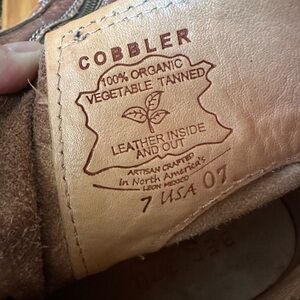 COBBLER
100% ORGANIC
VEGETABLE TANNED
LEATHER INSIDE
AND OUT
ARTISAN CRAFTED
in North America's
LEON MEXICO
7 USA 07